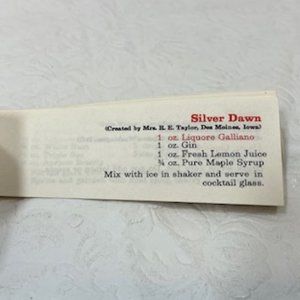 Silver Dawn
(Created by Mrs. R. E. Taylor, Des Moines, Iowa)
1 oz. Liquore Galliano
1 oz. Gin
1 oz. Fresh Lemon Juice
¾ oz. Pure Maple Syrup
Mix with ice in shaker and serve in
cocktail glass.